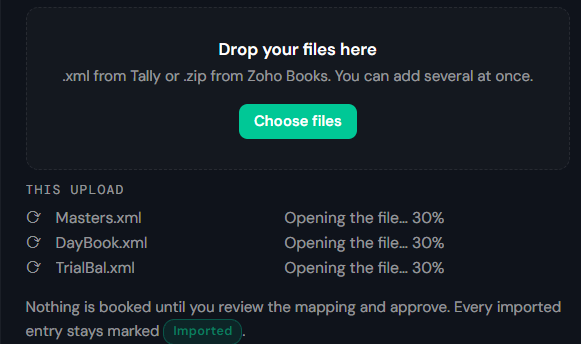 Drop your files here
.xml from Tally or .zip from Zoho Books. You can add several at once.
Choose files
THIS UPLOAD
Masters.xml Opening the file... 30%
DayBook.xml Opening the file... 30%
TrialBal.xml Opening the file... 30%
Nothing is booked until you review the mapping and approve. Every imported
entry stays marked Imported.